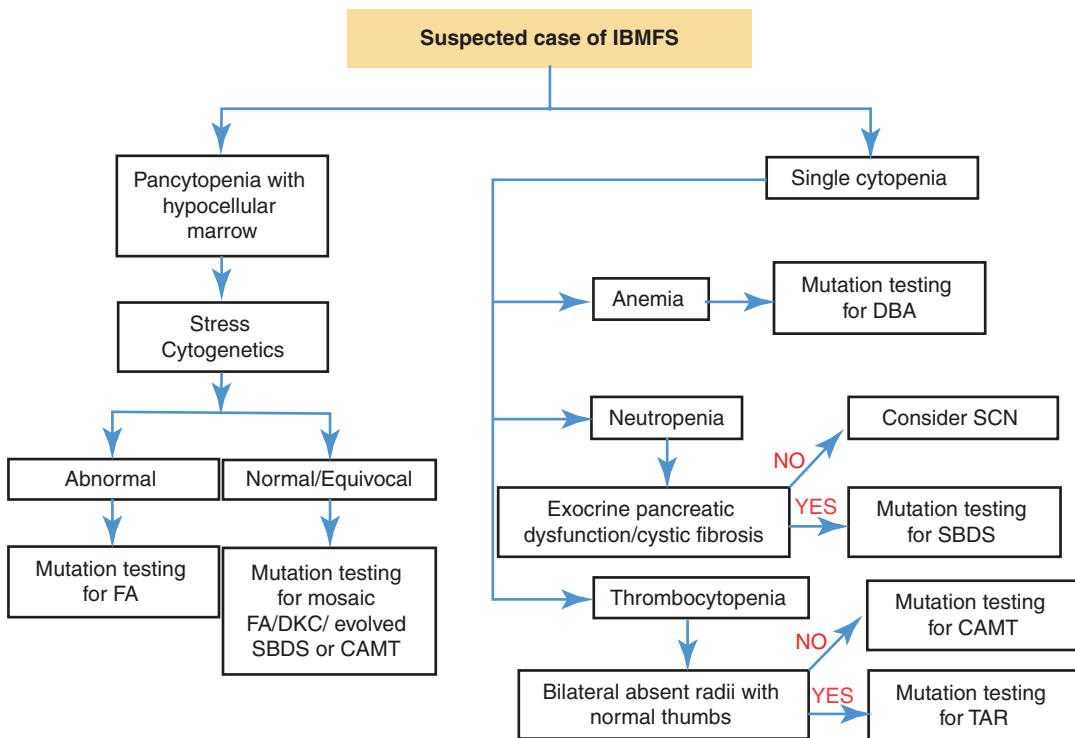 Suspected case of IBMFS
Pancytopenia with
hypocellular
marrow
Stress
Cytogenetics
Abnormal
Normal/Equivocal
Mutation testing
for FA
Mutation testing
for mosaic
FA/DKC/ evolved
SBDS or CAMT
Single cytopenia
Anemia
Mutation testing
for DBA
Neutropenia
Consider SCN
NO
YES
Exocrine pancreatic
dysfunction/cystic fibrosis
Mutation testing
for SBDS
Thrombocytopenia
Mutation testing
for CAMT
NO
YES
Bilateral absent radii with
normal thumbs
Mutation testing
for TAR